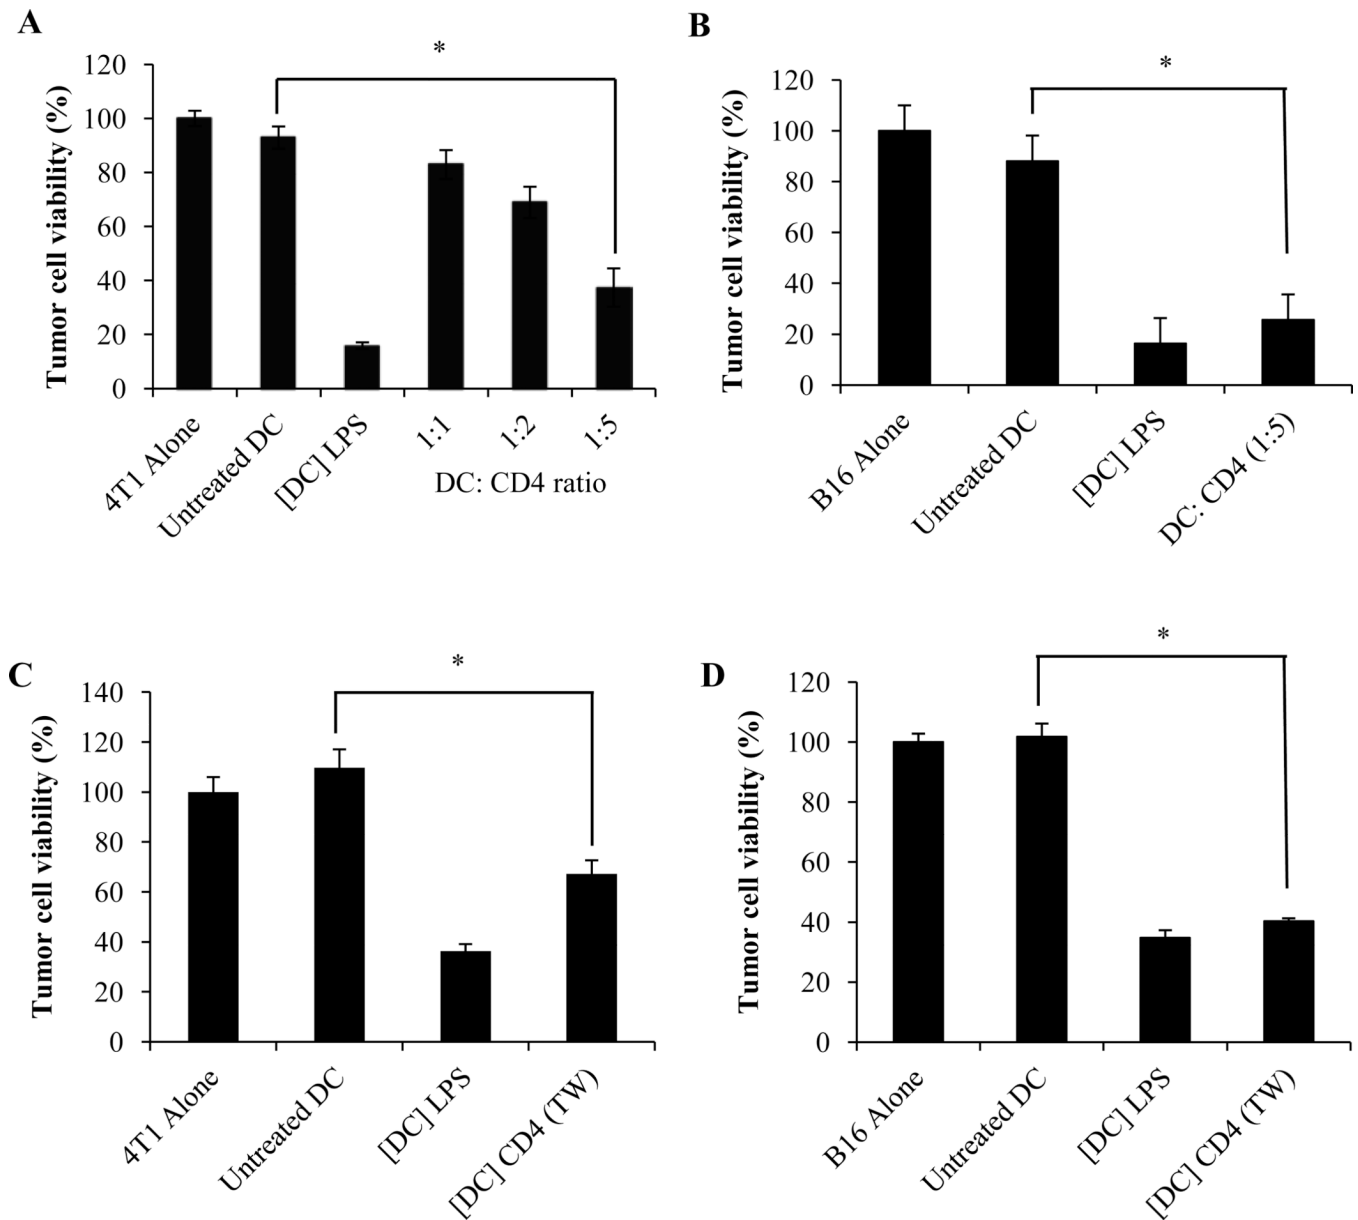 A
*
Tumor cell viability (%)
120
100
80
60
40
20
0
4T1 Alone
Untreated DC
[DC] LPS
1:1
1:2
1:5
DC: CD4 ratio
B
*
Tumor cell viability (%)
120
100
80
60
40
20
0
B16 Alone
Untreated DC
[DC] LPS
DC: CD4 (1:5)
C
*
Tumor cell viability (%)
140
120
100
80
60
40
20
0
4T1 Alone
Untreated DC
[DC] LPS
[DC] CD4 (TW)
D
*
Tumor cell viability (%)
120
100
80
60
40
20
0
B16 Alone
Untreated DC
[DC] LPS
[DC] CD4 (TW)